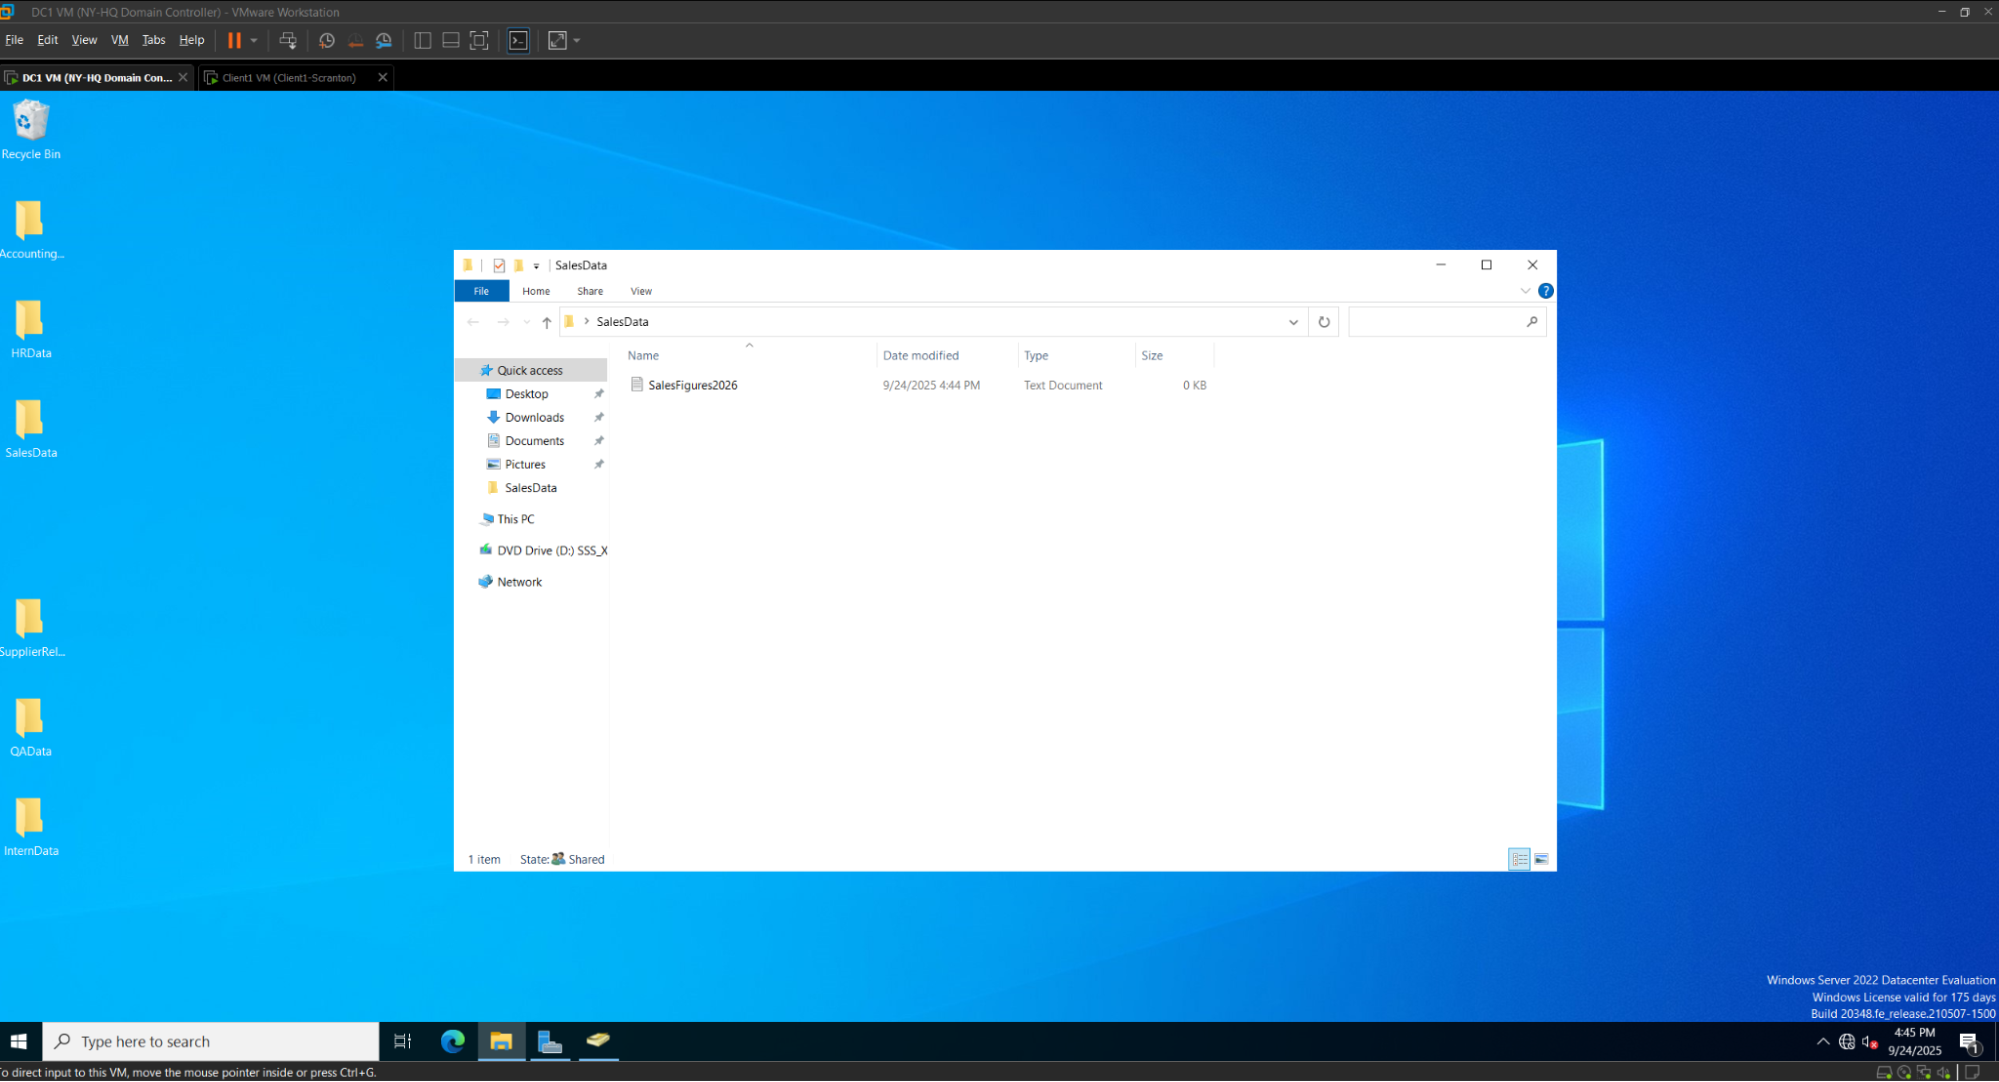 DC1 VM (NY-HQ Domain Controller) - VMware Workstation
File Edit View VM Tabs Help
DC1 VM (NY-HQ Domain Con... Client1 VM (Client1-Scranton)
Recycle Bin
Accounting...
HRData
SalesData
SupplierRel...
QAData
InternData
SalesData
File Home Share View
SalesData
Name Date modified Type Size
SalesFigures2026 9/24/2025 4:44 PM Text Document 0 KB
Quick access
Desktop
Downloads
Documents
Pictures
SalesData
This PC
DVD Drive (D:) SSS_X
Network
1 item State: Shared
Windows Server 2022 Datacenter Evaluation
Windows License valid for 175 days
Build 20348.fe_release.210507-1500
Type here to search
4:45 PM
9/24/2025
1
To direct input to this VM, move the mouse pointer inside or press Ctrl+G.